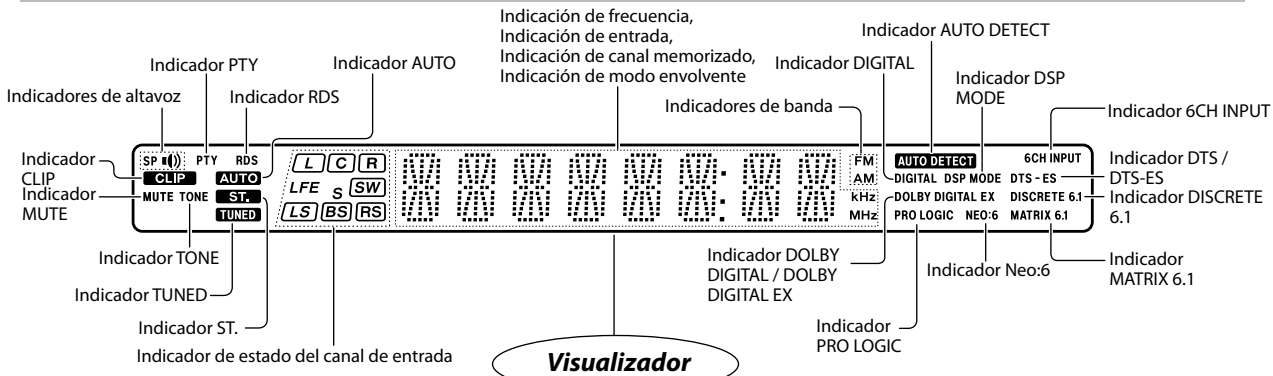 Indicación de frecuencia,
Indicación de entrada,
Indicación de canal memorizado,
Indicación de modo envolvente
Indicador AUTO DETECT
Indicador PTY
Indicador AUTO
Indicador DIGITAL
Indicador DSP
MODE
Indicadores de altavoz
Indicador RDS
Indicadores de banda
Indicador 6CH INPUT
Indicador
CLIP
Indicador
MUTE
SP PTY RDS
CLIP AUTO
MUTE TONE ST.
TUNED
L C R
LFE S SW
LS BS RS
FM
AM
kHz
MHz
AUTO DETECT 6CH INPUT
DIGITAL DSP MODE DTS - ES
DOLBY DIGITAL EX DISCRETE 6.1
PRO LOGIC NEO:6 MATRIX 6.1
Indicador DTS /
DTS-ES
Indicador DISCRETE
6.1
Indicador TONE
Indicador TUNED
Indicador ST.
Indicador de estado del canal de entrada
Indicador DOLBY
DIGITAL / DOLBY
DIGITAL EX
Indicador Neo:6
Indicador
MATRIX 6.1
Indicador
PRO LOGIC
Visualizador